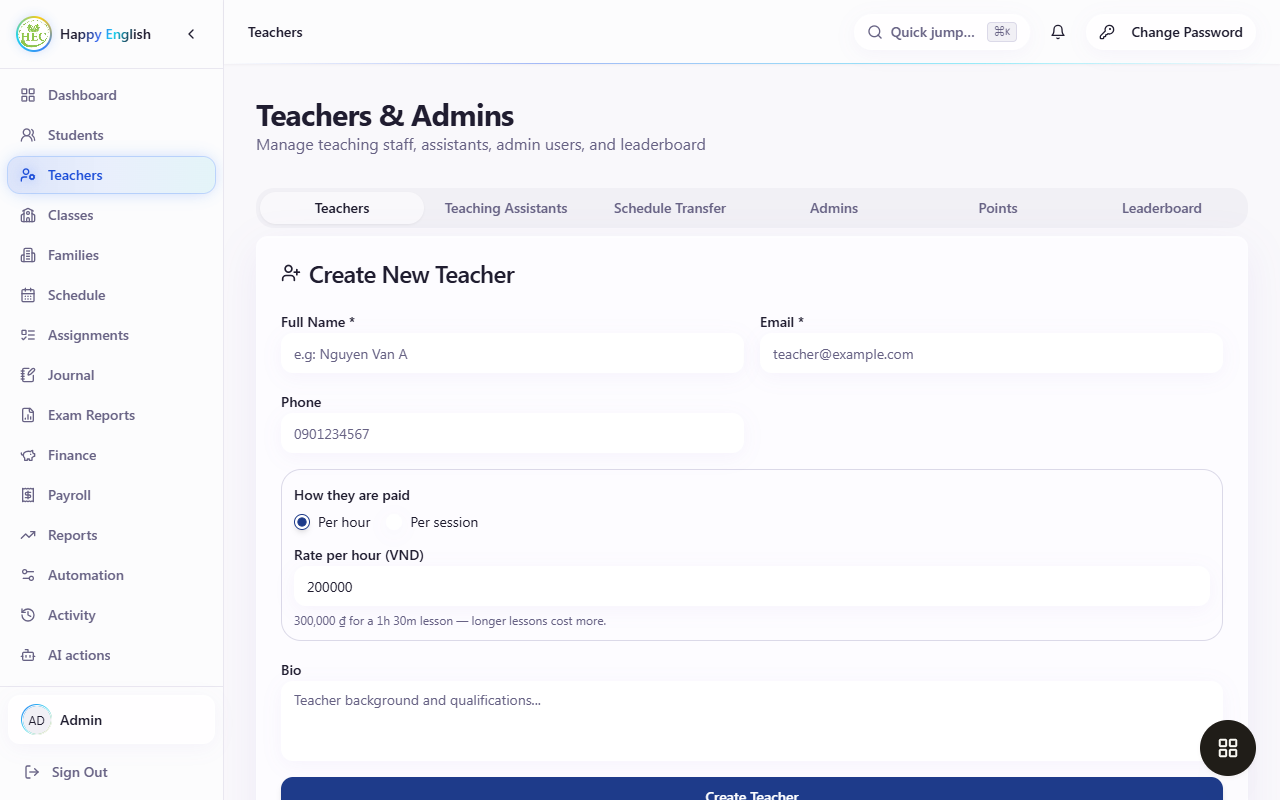 HEC
Happy English
Teachers
Quick jump...
⌘K
Change Password
Dashboard
Students
Teachers
Classes
Families
Schedule
Assignments
Journal
Exam Reports
Finance
Payroll
Reports
Automation
Activity
AI actions
AD
Admin
Sign Out
Teachers & Admins
Manage teaching staff, assistants, admin users, and leaderboard
Teachers
Teaching Assistants
Schedule Transfer
Admins
Points
Leaderboard
Create New Teacher
Full Name *
Email *
e.g: Nguyen Van A
teacher@example.com
Phone
0901234567
How they are paid
Per hour
Per session
Rate per hour (VND)
200000
300,000 ₫ for a 1h 30m lesson — longer lessons cost more.
Bio
Teacher background and qualifications...
Create Teacher